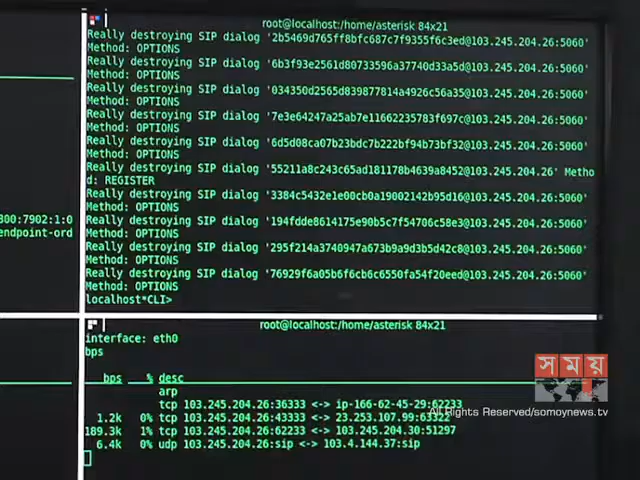 root@localhost:/home/asterisk 84x21
Really destroying SIP dialog '2b5469d765ff8bfc687c7f9355f6c3ed@103.245.204.26:5060'
Method: OPTIONS
Really destroying SIP dialog '6b3f93e2561d80733596a37740d33a5d@103.245.204.26:5060'
Method: OPTIONS
Really destroying SIP dialog '034350d2565d839877814a4926c56a35@103.245.204.26:5060'
Method: OPTIONS
Really destroying SIP dialog '7e3e64247a25ab7e11662235783f697c@103.245.204.26:5060'
Method: OPTIONS
Really destroying SIP dialog '6d5d08ca07b23bdc7b222bf94b73bf32@103.245.204.26:5060'
Method: OPTIONS
Really destroying SIP dialog '55211a8c243c65ad181178b4639a8452@103.245.204.26' Metho
d: REGISTER
Really destroying SIP dialog '3384c5432e1e00cb0a19002142b95d16@103.245.204.26:5060'
Method: OPTIONS
Really destroying SIP dialog '194fdde8614175e90b5c7f54706c58e3@103.245.204.26:5060'
Method: OPTIONS
Really destroying SIP dialog '295f214a3740947a673b9a9d3b5d42c8@103.245.204.26:5060'
Method: OPTIONS
Really destroying SIP dialog '76929f6a05b6f6cb6c6550fa54f20eed@103.245.204.26:5060'
Method: OPTIONS
localhost*CLI>
300:7902:1:0
endpoint-ord
root@localhost:/home/asterisk 84x21
interface: eth0
bps
bps % desc
arp
tcp 103.245.204.26:36333 <-> ip-166-62-45-29:62233
1.2k 0% tcp 103.245.204.26:43333 <-> 23.253.107.99:63322
189.3k 1% tcp 103.245.204.26:62233 <-> 103.245.204.30:51297
6.4k 0% udp 103.245.204.26:sip <-> 103.4.144.37:sip
সময়
All Rights Reserved/somoynews.tv